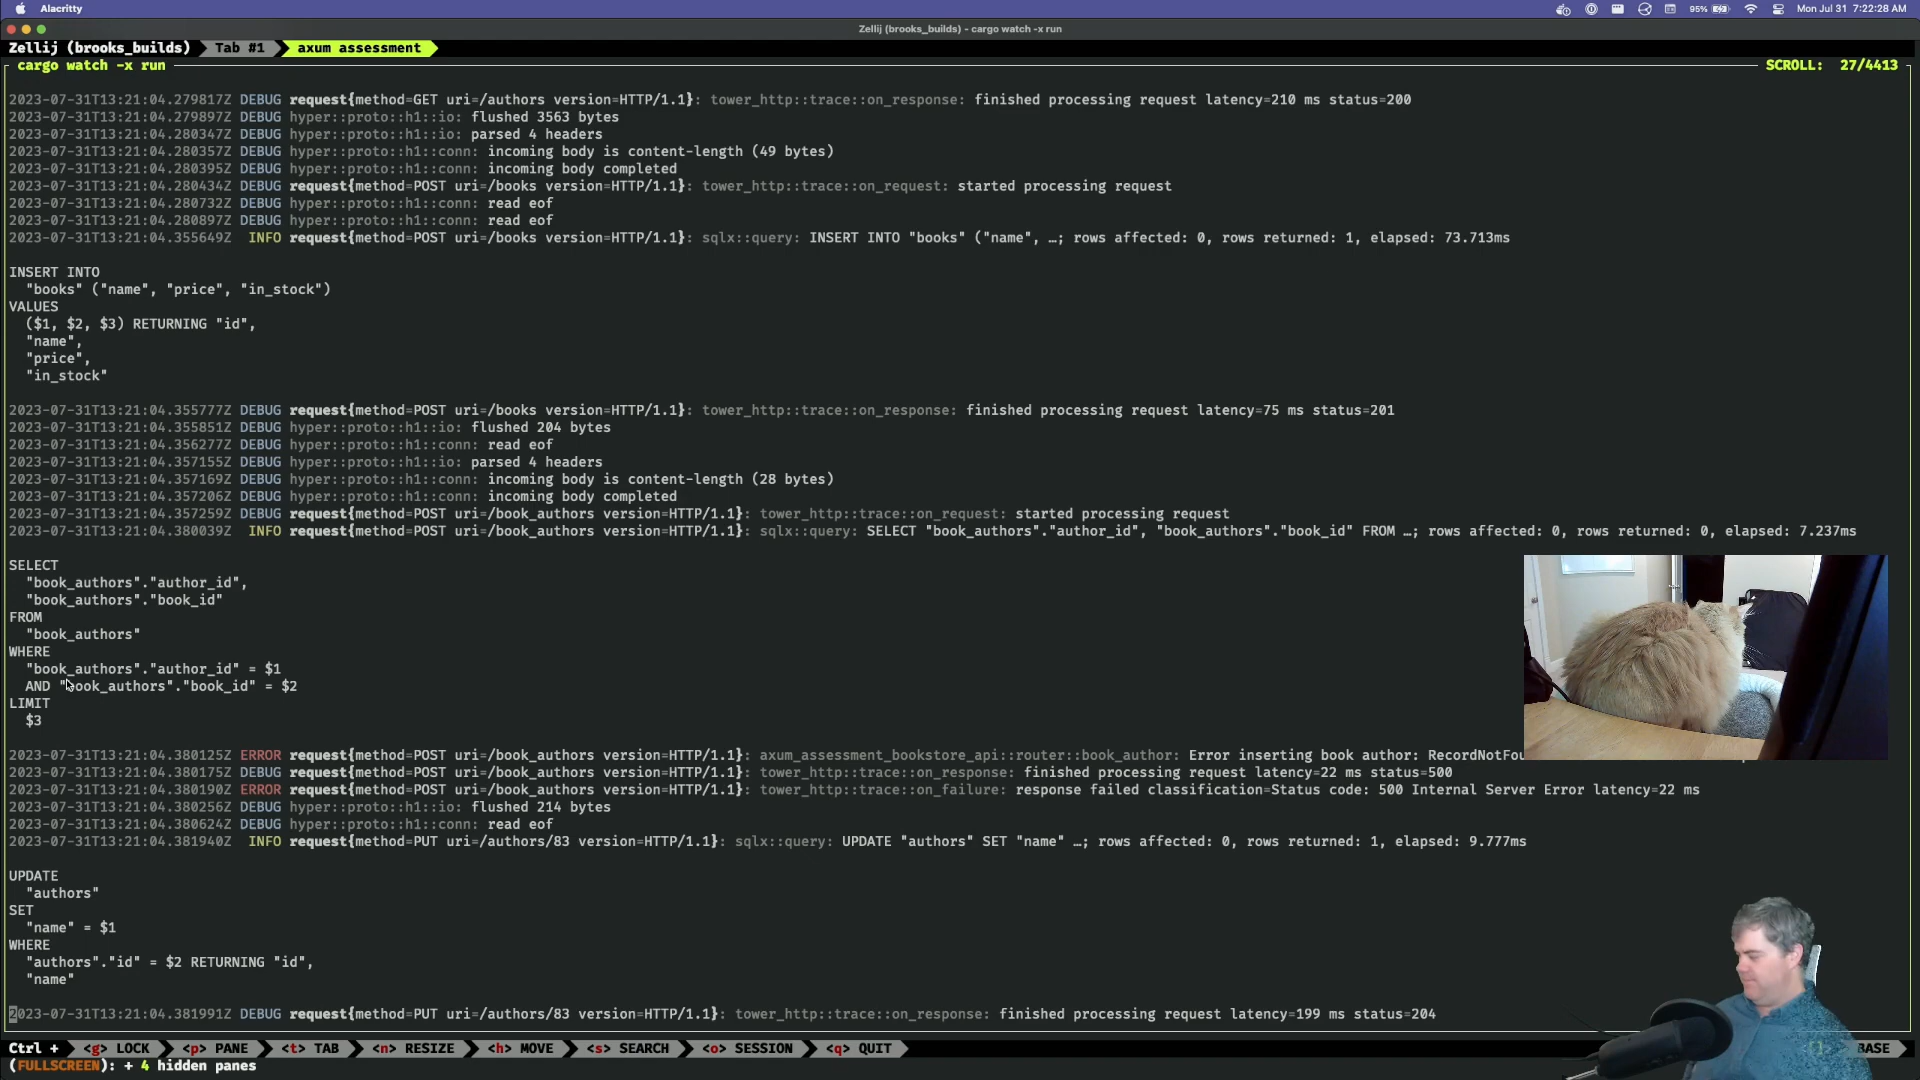 Alacritty
95%
Mon Jul 31 7:22:28 AM
Zellij (brooks_builds) - cargo watch -x run
Zellij (brooks_builds) Tab #1 axum assessment
cargo watch -x run SCROLL: 27/4413
2023-07-31T13:21:04.279817Z DEBUG request{method=GET uri=/authors version=HTTP/1.1}: tower_http::trace::on_response: finished processing request latency=210 ms status=200
2023-07-31T13:21:04.279897Z DEBUG hyper::proto::h1::io: flushed 3563 bytes
2023-07-31T13:21:04.280347Z DEBUG hyper::proto::h1::io: parsed 4 headers
2023-07-31T13:21:04.280357Z DEBUG hyper::proto::h1::conn: incoming body is content-length (49 bytes)
2023-07-31T13:21:04.280395Z DEBUG hyper::proto::h1::conn: incoming body completed
2023-07-31T13:21:04.280434Z DEBUG request{method=POST uri=/books version=HTTP/1.1}: tower_http::trace::on_request: started processing request
2023-07-31T13:21:04.280732Z DEBUG hyper::proto::h1::conn: read eof
2023-07-31T13:21:04.280897Z DEBUG hyper::proto::h1::conn: read eof
2023-07-31T13:21:04.355649Z INFO request{method=POST uri=/books version=HTTP/1.1}: sqlx::query: INSERT INTO "books" ("name", …; rows affected: 0, rows returned: 1, elapsed: 73.713ms
INSERT INTO
"books" ("name", "price", "in_stock")
VALUES
($1, $2, $3) RETURNING "id",
"name",
"price",
"in_stock"
2023-07-31T13:21:04.355777Z DEBUG request{method=POST uri=/books version=HTTP/1.1}: tower_http::trace::on_response: finished processing request latency=75 ms status=201
2023-07-31T13:21:04.355851Z DEBUG hyper::proto::h1::io: flushed 204 bytes
2023-07-31T13:21:04.356277Z DEBUG hyper::proto::h1::conn: read eof
2023-07-31T13:21:04.357155Z DEBUG hyper::proto::h1::io: parsed 4 headers
2023-07-31T13:21:04.357169Z DEBUG hyper::proto::h1::conn: incoming body is content-length (28 bytes)
2023-07-31T13:21:04.357206Z DEBUG hyper::proto::h1::conn: incoming body completed
2023-07-31T13:21:04.357259Z DEBUG request{method=POST uri=/book_authors version=HTTP/1.1}: tower_http::trace::on_request: started processing request
2023-07-31T13:21:04.380039Z INFO request{method=POST uri=/book_authors version=HTTP/1.1}: sqlx::query: SELECT "book_authors"."author_id", "book_authors"."book_id" FROM …; rows affected: 0, rows returned: 0, elapsed: 7.237ms
SELECT
"book_authors"."author_id",
"book_authors"."book_id"
FROM
"book_authors"
WHERE
"book_authors"."author_id" = $1
AND "book_authors"."book_id" = $2
LIMIT
$3
2023-07-31T13:21:04.380125Z ERROR request{method=POST uri=/book_authors version=HTTP/1.1}: axum_assessment_bookstore_api::router::book_author: Error inserting book author: RecordNotFou
2023-07-31T13:21:04.380175Z DEBUG request{method=POST uri=/book_authors version=HTTP/1.1}: tower_http::trace::on_response: finished processing request latency=22 ms status=500
2023-07-31T13:21:04.380190Z ERROR request{method=POST uri=/book_authors version=HTTP/1.1}: tower_http::trace::on_failure: response failed classification=Status code: 500 Internal Server Error latency=22 ms
2023-07-31T13:21:04.380256Z DEBUG hyper::proto::h1::io: flushed 214 bytes
2023-07-31T13:21:04.380624Z DEBUG hyper::proto::h1::conn: read eof
2023-07-31T13:21:04.381940Z INFO request{method=PUT uri=/authors/83 version=HTTP/1.1}: sqlx::query: UPDATE "authors" SET "name" …; rows affected: 0, rows returned: 1, elapsed: 9.777ms
UPDATE
"authors"
SET
"name" = $1
WHERE
"authors"."id" = $2 RETURNING "id",
"name"
2023-07-31T13:21:04.381991Z DEBUG request{method=PUT uri=/authors/83 version=HTTP/1.1}: tower_http::trace::on_response: finished processing request latency=199 ms status=204
Ctrl + <g> LOCK <p> PANE <t> TAB <n> RESIZE <h> MOVE <s> SEARCH <o> SESSION <q> QUIT BASE
(FULLSCREEN): + 4 hidden panes